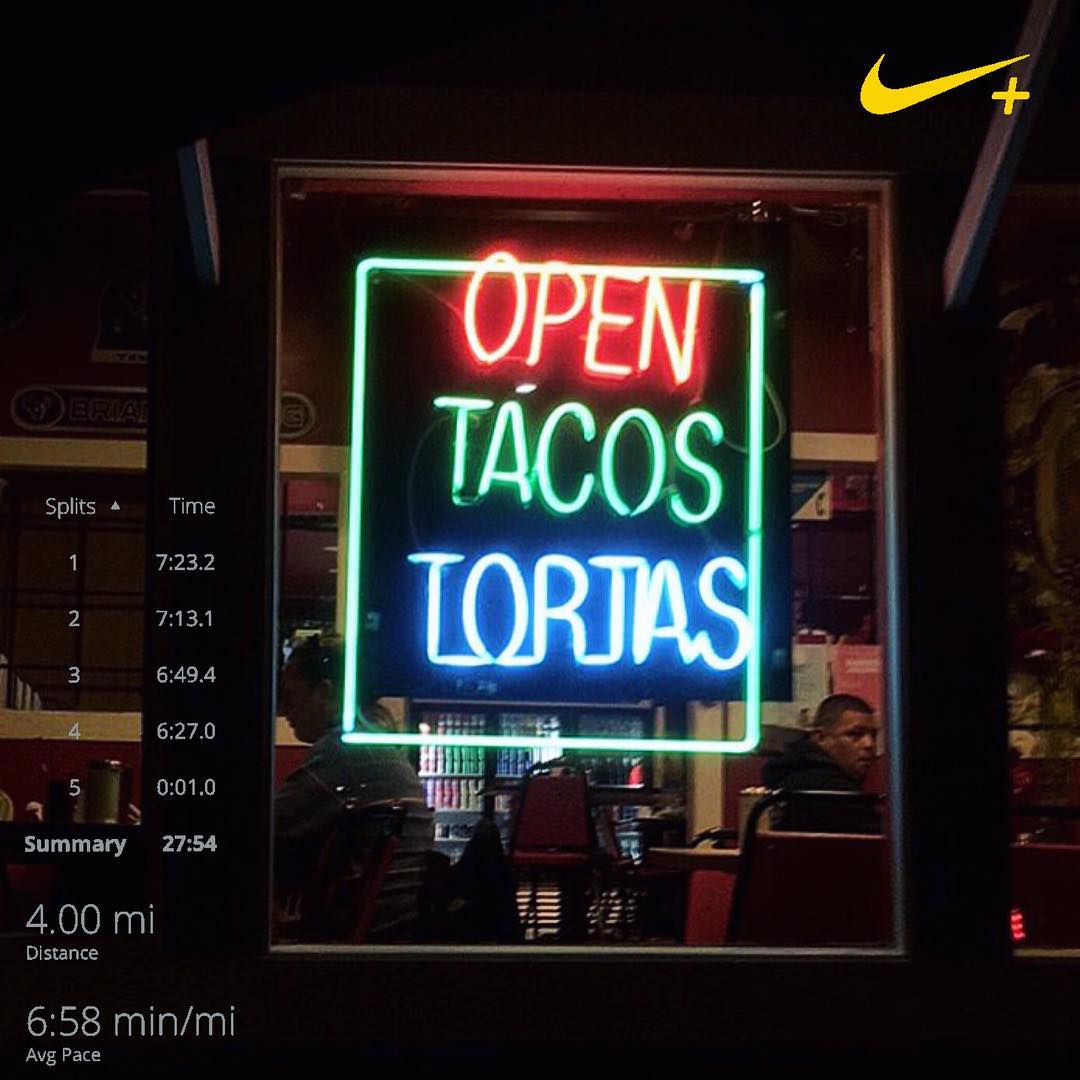 +
OPEN
TACOS
TORTAS
BRIA
Splits ▲ Time
1 7:23.2
2 7:13.1
3 6:49.4
4 6:27.0
5 0:01.0
Summary 27:54
4.00 mi
Distance
6:58 min/mi
Avg Pace